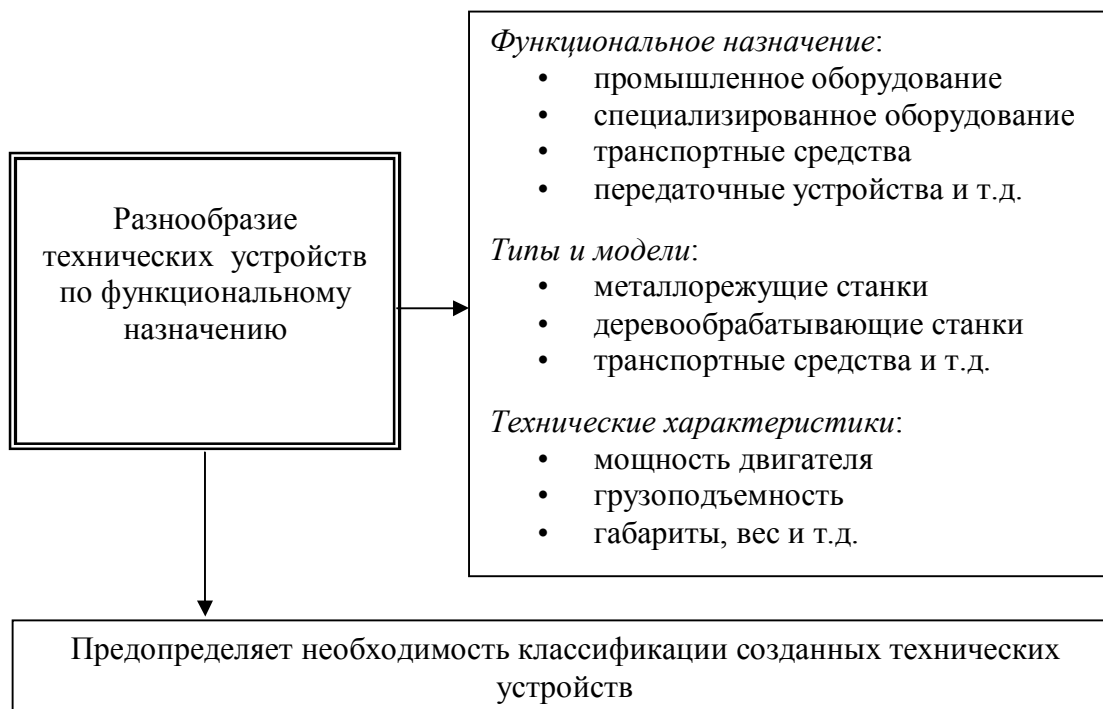 Разнообразие
технических устройств
по функциональному
назначению
Функциональное назначение:
• промышленное оборудование
• специализированное оборудование
• транспортные средства
• передаточные устройства и т.д.
Типы и модели:
• металлорежущие станки
• деревообрабатывающие станки
• транспортные средства и т.д.
Технические характеристики:
• мощность двигателя
• грузоподъемность
• габариты, вес и т.д.
Предопределяет необходимость классификации созданных технических
устройств